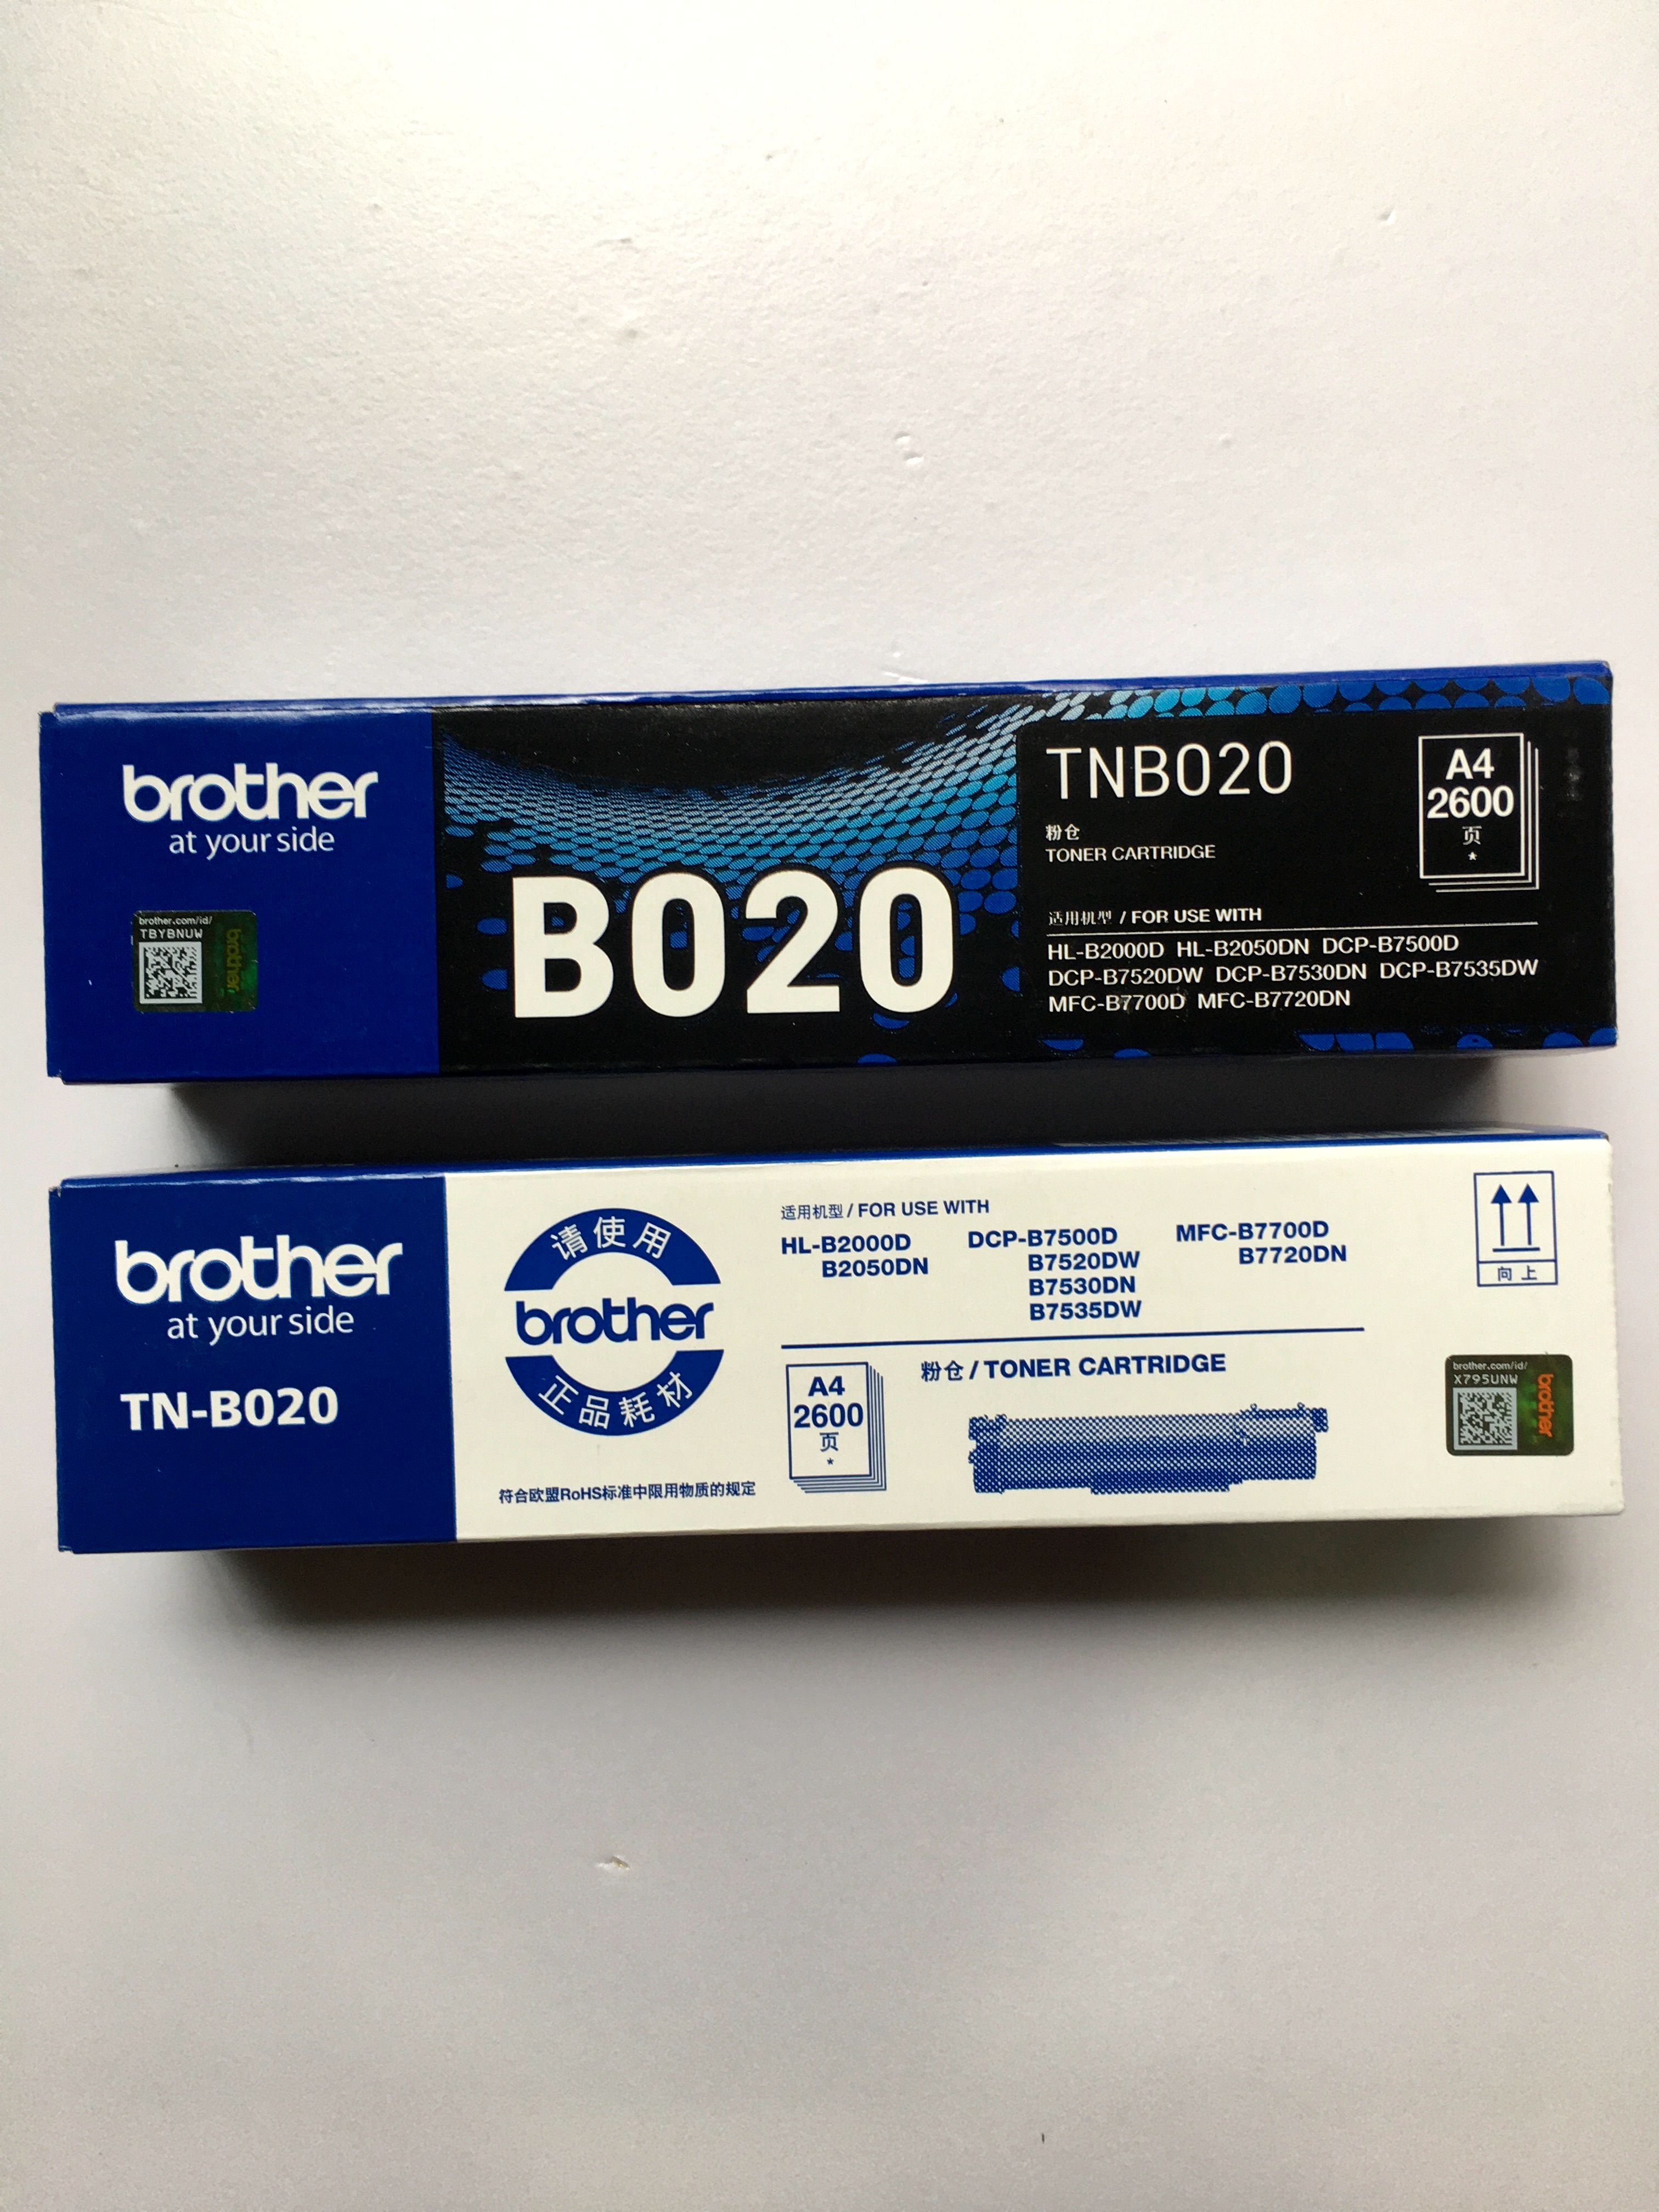 brother
at your side
brother.com/id/
TBYBNUW
brother
B020
TNB020
粉仓
TONER CARTRIDGE
A4
2600
页
*
适用机型 / FOR USE WITH
HL-B2000D HL-B2050DN DCP-B7500D
DCP-B7520DW DCP-B7530DN DCP-B7535DW
MFC-B7700D MFC-B7720DN
brother
at your side
TN-B020
请使用
brother
正品耗材
符合欧盟RoHS标准中限用物质的规定
适用机型 / FOR USE WITH
HL-B2000D DCP-B7500D MFC-B7700D
B2050DN B7520DW B7720DN
B7530DN
B7535DW
A4
2600
页
*
粉仓 / TONER CARTRIDGE
向上
brother.com/id/
X795UNW
brother